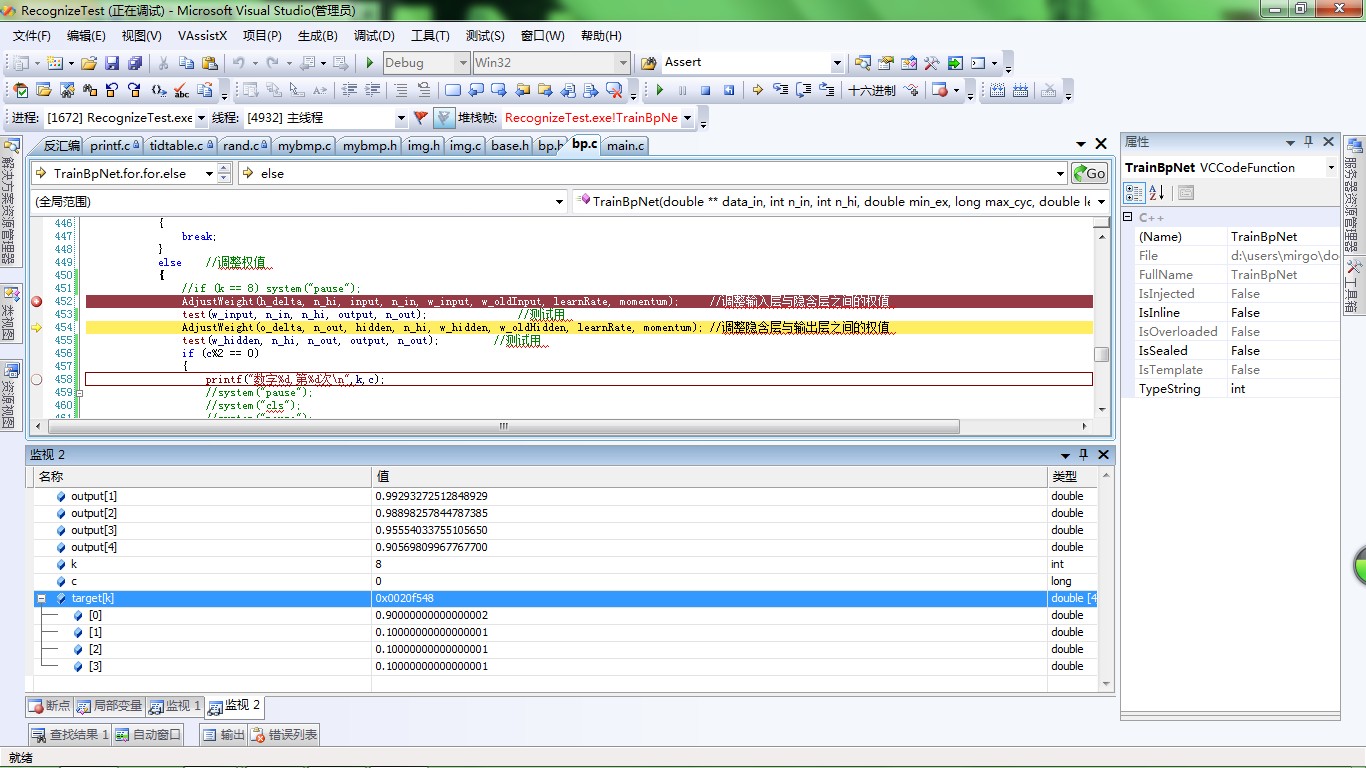 RecognizeTest (正在调试) - Microsoft Visual Studio(管理员)
文件(F) 编辑(E) 视图(V) VAssistX 项目(P) 生成(B) 调试(D) 工具(T) 测试(S) 窗口(W) 帮助(H)
Debug Win32 Assert
十六进制
进程: [1672] RecognizeTest.exe 线程: [4932] 主线程 堆栈帧: RecognizeTest.exe!TrainBpNe
反汇编 printf.c tidtable.c rand.c mybmp.c mybmp.h img.h img.c base.h bp.h bp.c main.c
TrainBpNet.for.for.else else Go
(全局范围) TrainBpNet(double ** data_in, int n_in, int n_hi, double min_ex, long max_cyc, double le
446 {
447 break;
448 }
449 else //调整权值
450 {
451 //if (k == 8) system("pause");
452 AdjustWeight(h_delta, n_hi, input, n_in, w_input, w_oldInput, learnRate, momentum); //调整输入层与隐含层之间的权值
453 test(w_input, n_in, n_hi, output, n_out); //测试用
454 AdjustWeight(o_delta, n_out, hidden, n_hi, w_hidden, w_oldHidden, learnRate, momentum); //调整隐含层与输出层之间的权值
455 test(w_hidden, n_hi, n_out, output, n_out); //测试用
456 if (c%2 == 0)
457 {
458 printf("数字%d,第%d次\n",k,c);
459 //system("pause");
460 //system("cls");
监视 2
名称 值 类型
output[1] 0.99293272512848929 double
output[2] 0.98898257844787385 double
output[3] 0.95554033755105650 double
output[4] 0.90569809967767700 double
k 8 int
c 0 long
target[k] 0x0020f548 double [4
[0] 0.90000000000000002 double
[1] 0.10000000000000001 double
[2] 0.10000000000000001 double
[3] 0.10000000000000001 double
断点 局部变量 监视 1 监视 2
查找结果 1 自动窗口 输出 错误列表
就绪
属性
TrainBpNet VCCodeFunction
C++
(Name) TrainBpNet
File d:\users\mirgo\do
FullName TrainBpNet
IsInjected False
IsInline False
IsOverloaded False
IsSealed False
IsTemplate False
TypeString int
解决方案资源管理器
类视图
资源视图
服务器资源管理器
工具箱